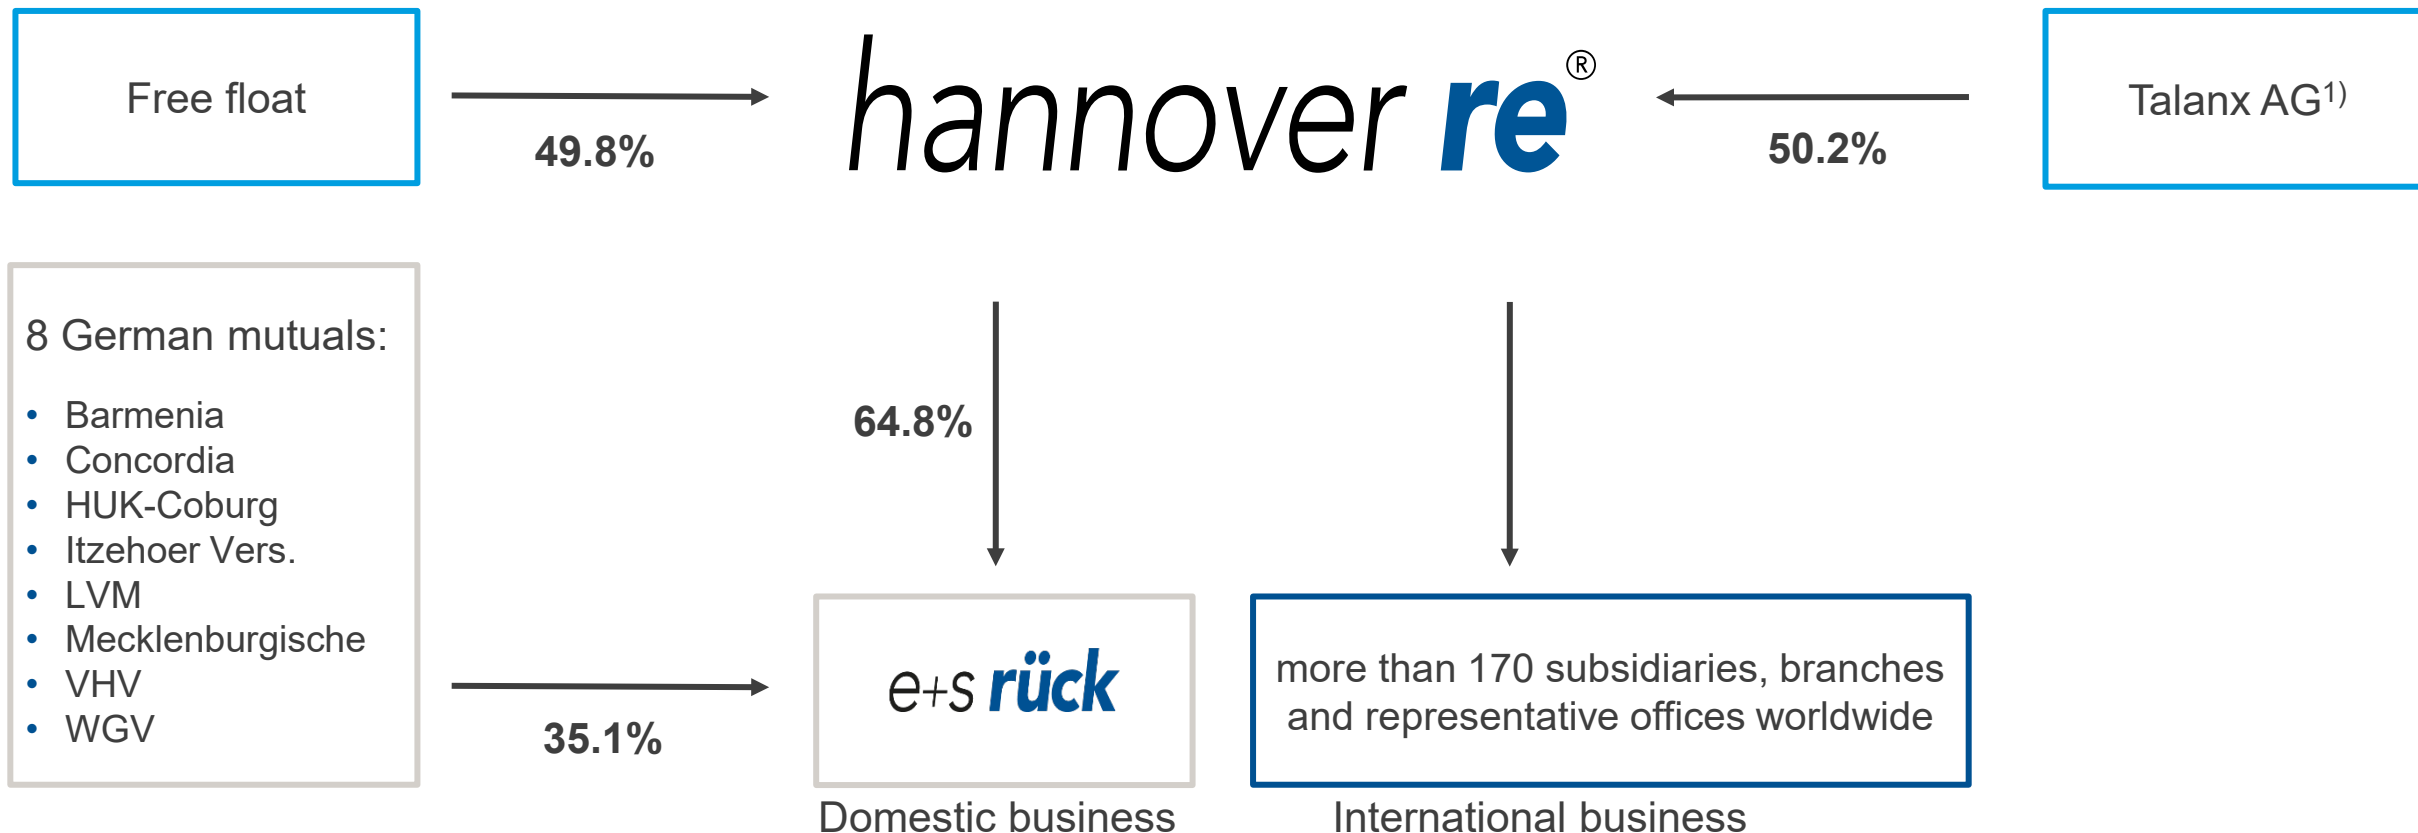 Free float
49.8%
hannover re®
50.2%
Talanx AG1)
8 German mutuals:
• Barmenia
• Concordia
• HUK-Coburg
• Itzehoer Vers.
• LVM
• Mecklenburgische
• VHV
• WGV
35.1%
64.8%
e+s rück
Domestic business
more than 170 subsidiaries, branches
and representative offices worldwide
International business